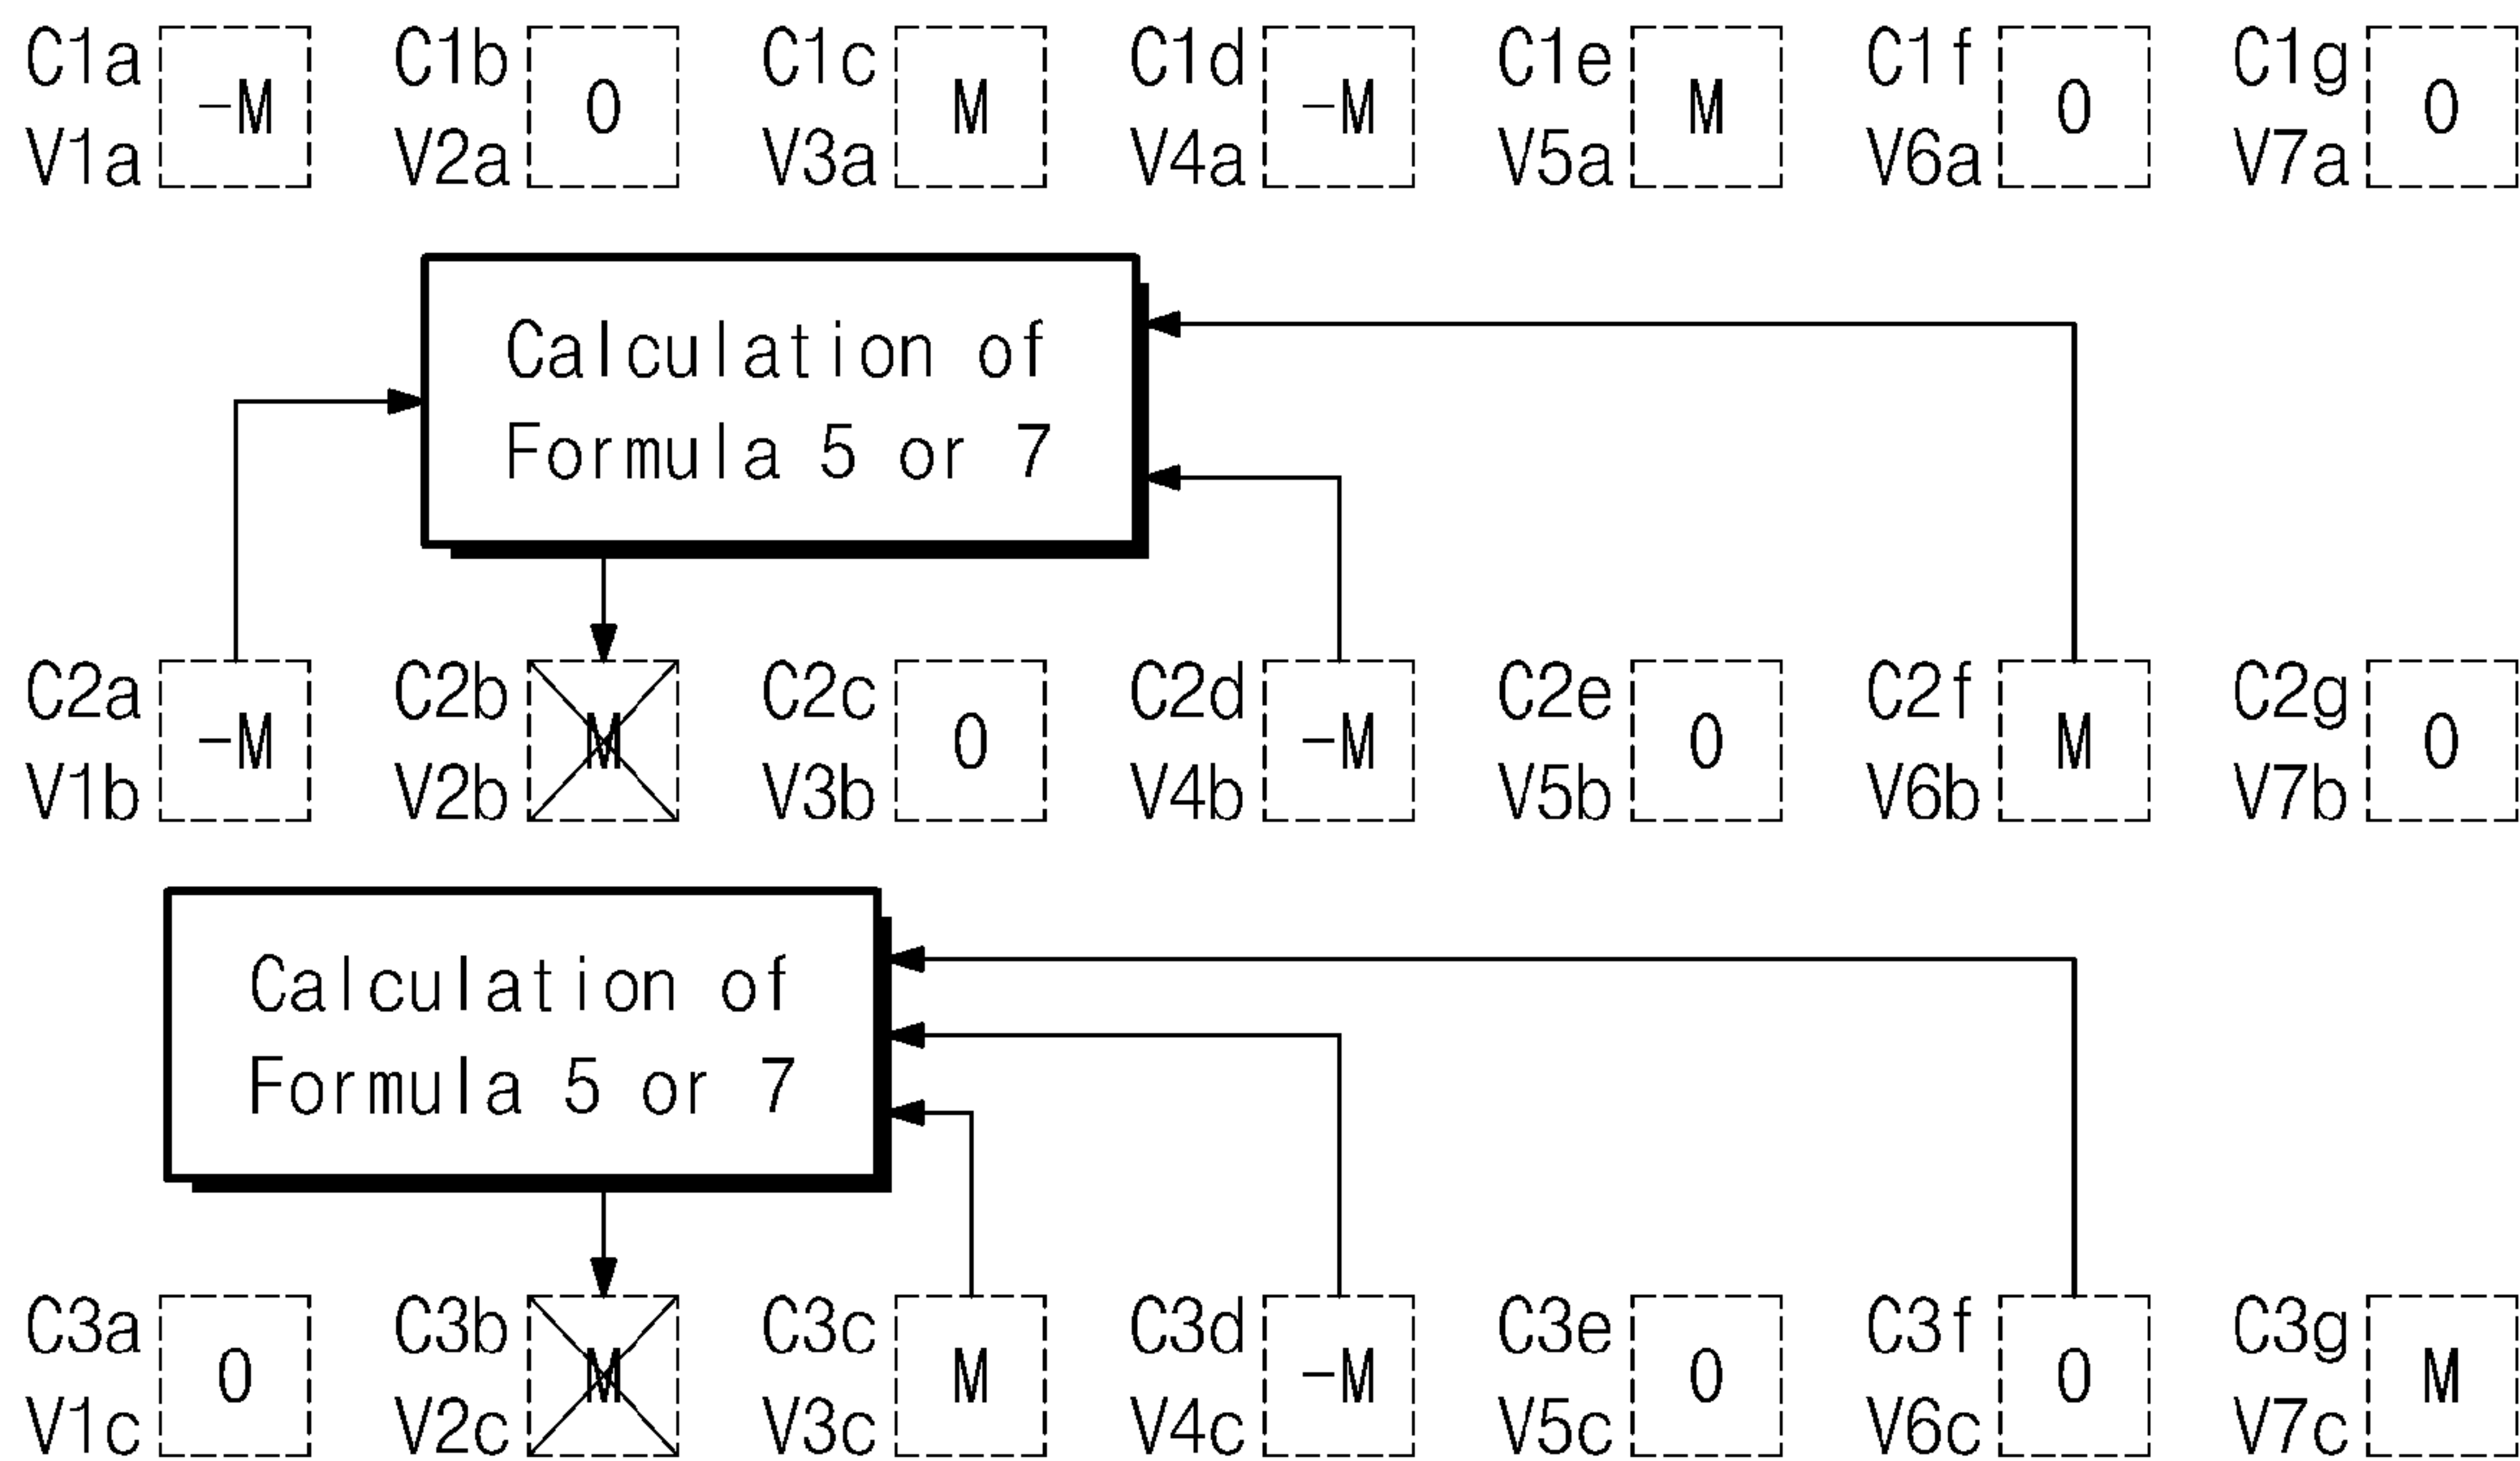 C1a -M C1b 0 C1c M C1d -M C1e M C1f 0 C1g 0
V1a V2a V3a V4a V5a V6a V7a
Calculation of
Formula 5 or 7
C2a -M C2b M C2c 0 C2d -M C2e 0 C2f M C2g 0
V1b V2b V3b V4b V5b V6b V7b
Calculation of
Formula 5 or 7
C3a 0 C3b M C3c M C3d -M C3e 0 C3f 0 C3g M
V1c V2c V3c V4c V5c V6c V7c